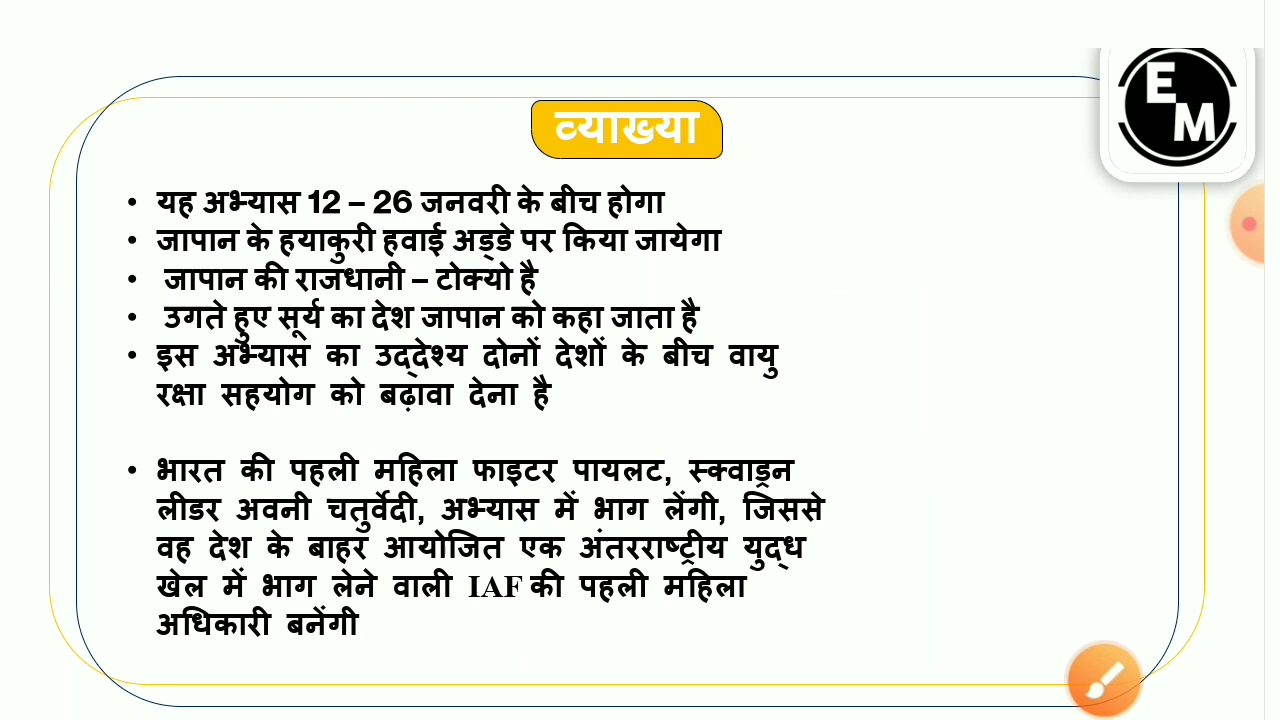 E
M
व्याख्या
• यह अभ्यास 12 – 26 जनवरी के बीच होगा
• जापान के हयाकुरी हवाई अड्डे पर किया जायेगा
• जापान की राजधानी – टोक्यो है
• उगते हुए सूर्य का देश जापान को कहा जाता है
• इस अभ्यास का उद्देश्य दोनों देशों के बीच वायु
रक्षा सहयोग को बढ़ावा देना है
• भारत की पहली महिला फाइटर पायलट, स्क्वाड्रन
लीडर अवनी चतुर्वेदी, अभ्यास में भाग लेंगी, जिससे
वह देश के बाहर आयोजित एक अंतरराष्ट्रीय युद्ध
खेल में भाग लेने वाली IAF की पहली महिला
अधिकारी बनेंगी